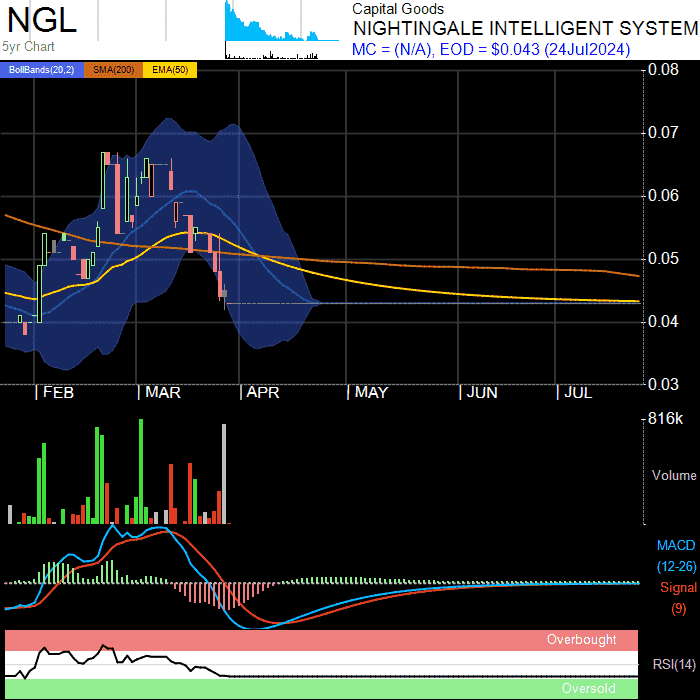 NGL
5yr Chart
Capital Goods
NIGHTINGALE INTELLIGENT SYSTEM
MC = (N/A), EOD = $0.043 (24Jul2024)
BollBands(20,2) SMA(200) EMA(50)
0.08
0.07
0.06
0.05
0.04
0.03
FEB MAR APR MAY JUN JUL
816k
Volume
MACD
(12-26)
Signal
(9)
Overbought
RSI(14)
Oversold